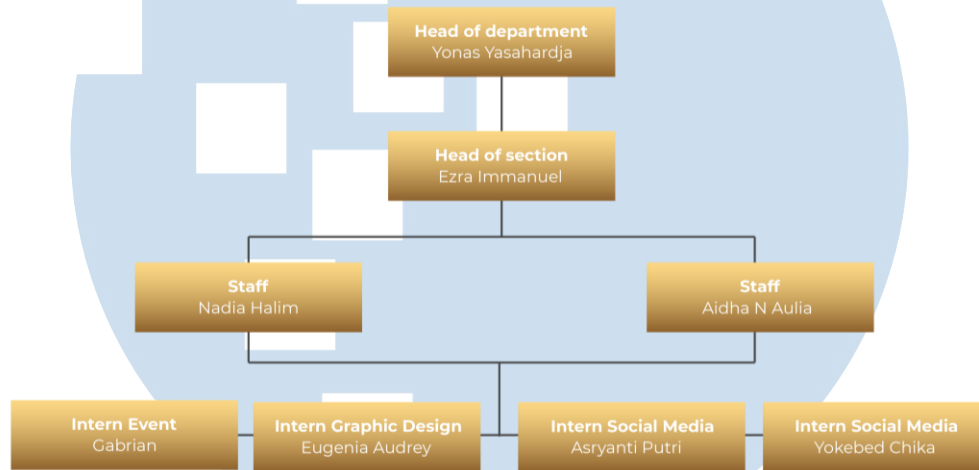 Head of department
Yonas Yasahardja
Head of section
Ezra Immanuel
Staff
Nadia Halim
Staff
Aidha N Aulia
Intern Event
Gabrian
Intern Graphic Design
Eugenia Audrey
Intern Social Media
Asryanti Putri
Intern Social Media
Yokebed Chika